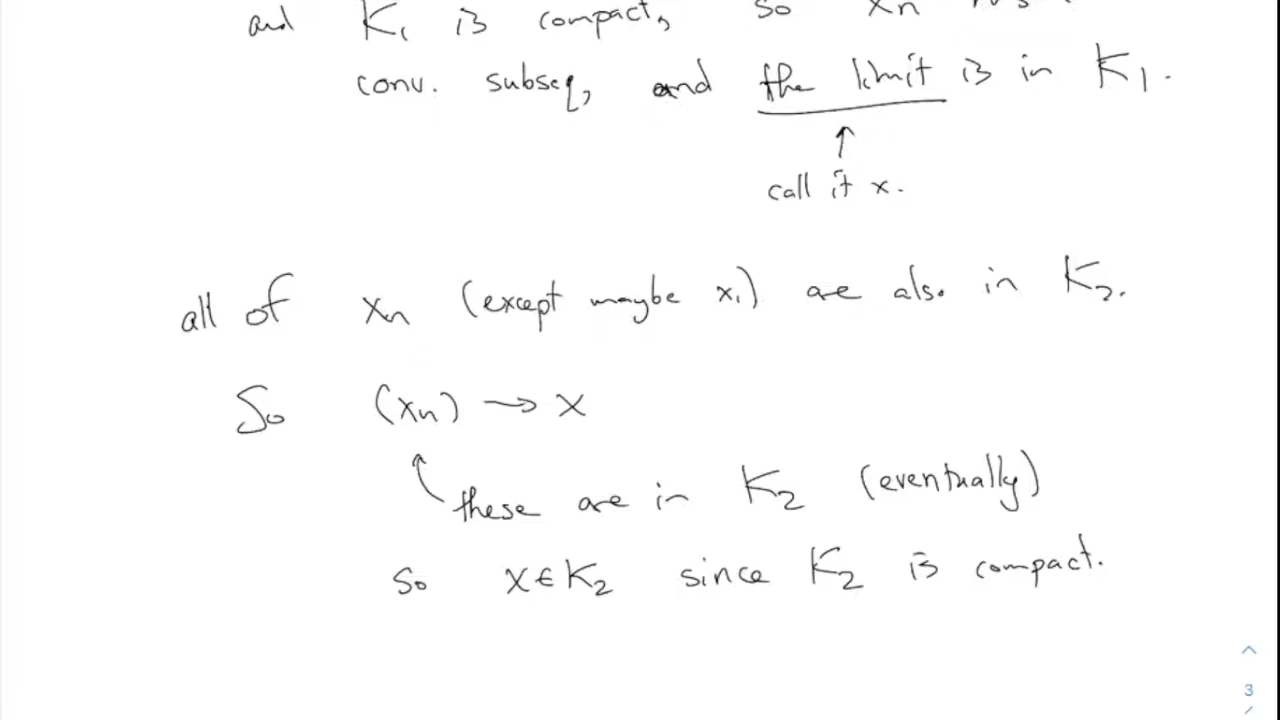 and K₁ is compact, so xn has
conv. subseq, and the limit is in K₁.
↑
call it x.
all of xn (except maybe x₁) are also in K₂.
So (xn) → x
these are in K₂ (eventually)
so x∈K₂ since K₂ is compact.
3